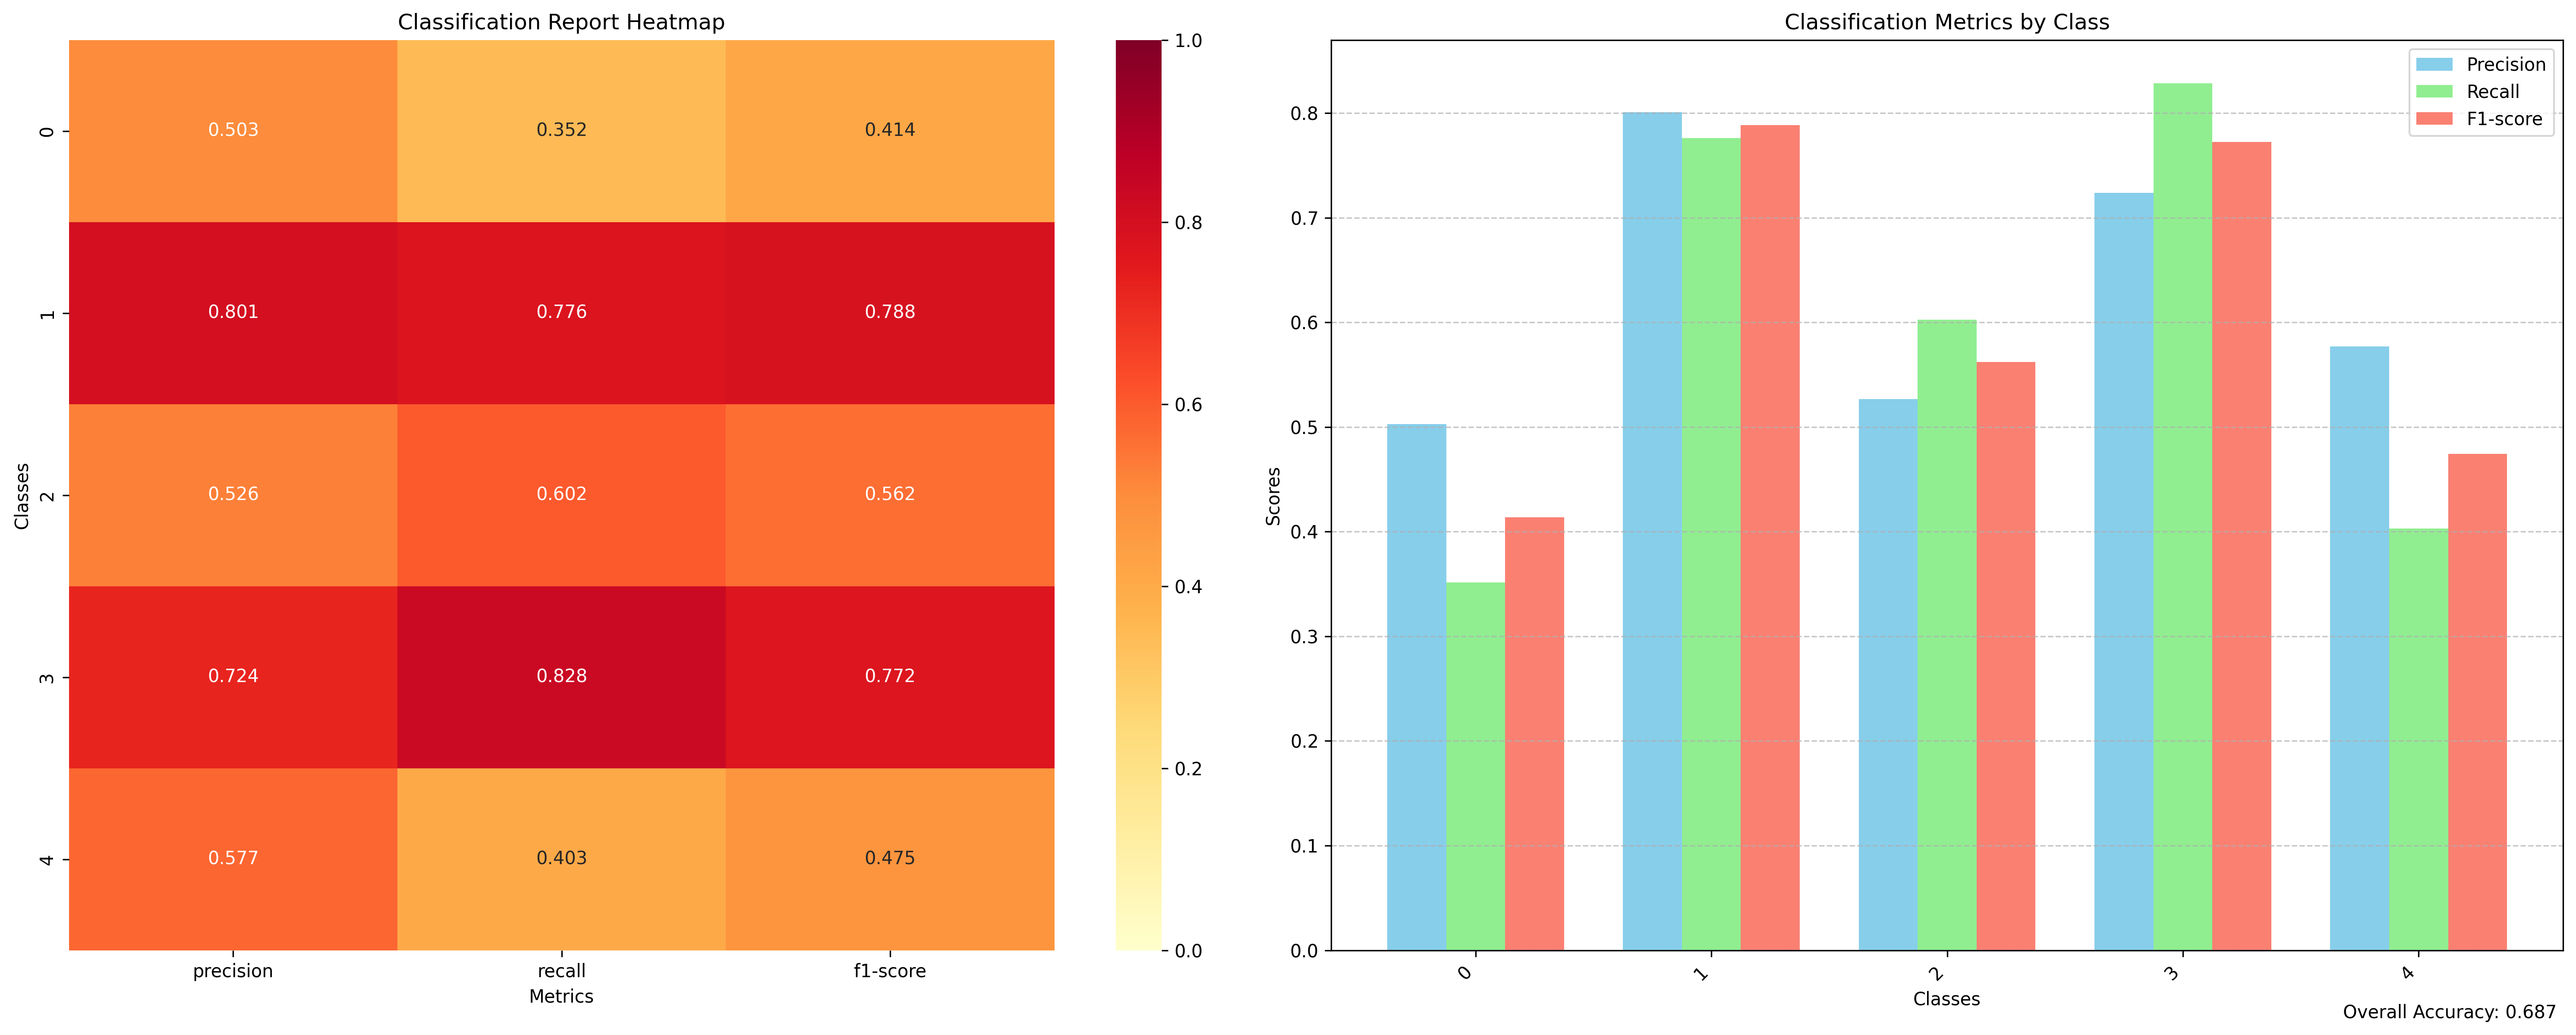 Classification Report Heatmap
Classes
0
0.503 0.352 0.414
1
0.801 0.776 0.788
2
0.526 0.602 0.562
3
0.724 0.828 0.772
4
0.577 0.403 0.475
precision recall f1-score
Metrics
1.0
0.8
0.6
0.4
0.2
0.0
Classification Metrics by Class
Precision
Recall
F1-score
Scores
0.8
0.7
0.6
0.5
0.4
0.3
0.2
0.1
0.0
0 1 2 3 4
Classes
Overall Accuracy: 0.687